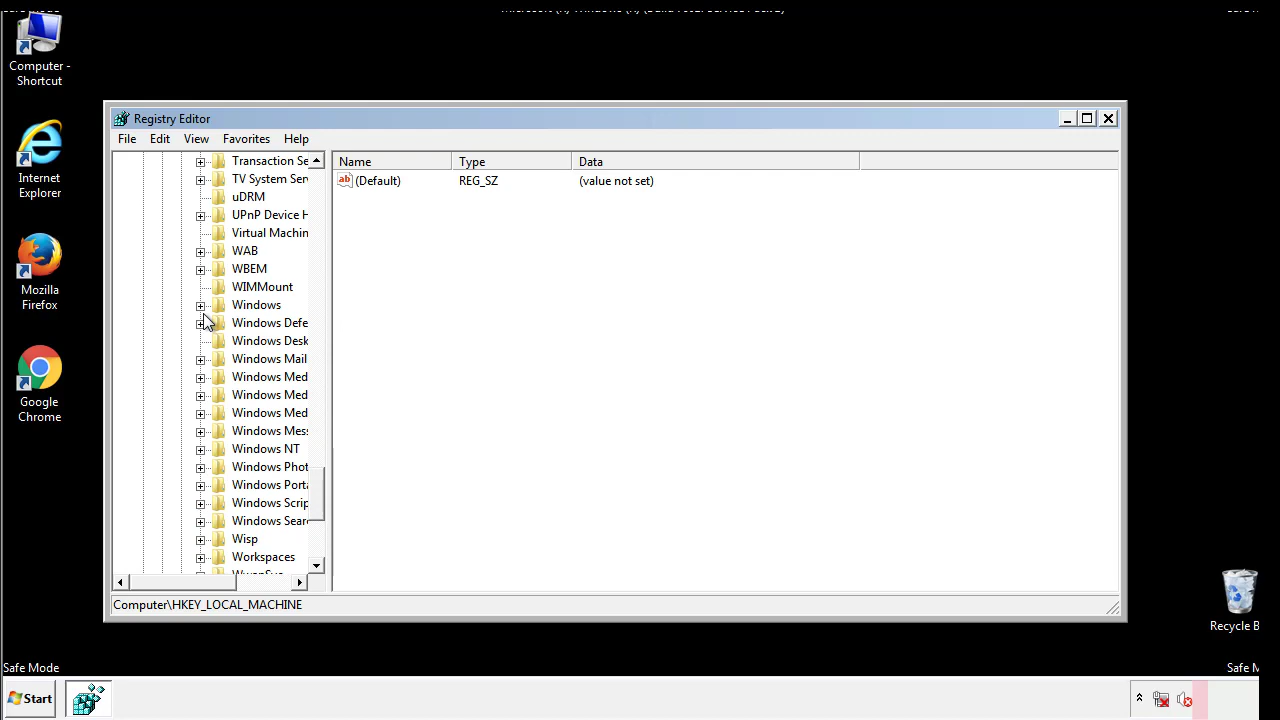 Computer -
Shortcut
Internet
Explorer
Mozilla
Firefox
Google
Chrome
Registry Editor
File Edit View Favorites Help
Transaction Se
TV System Ser
uDRM
UPnP Device H
Virtual Machin
WAB
WBEM
WIMMount
Windows
Windows Defe
Windows Desk
Windows Mail
Windows Med
Windows Med
Windows Med
Windows Mess
Windows NT
Windows Phot
Windows Porta
Windows Scrip
Windows Sear
Wisp
Workspaces
Name Type Data
ab (Default) REG_SZ (value not set)
Computer\HKEY_LOCAL_MACHINE
Recycle B
Safe Mode
Safe M
Start